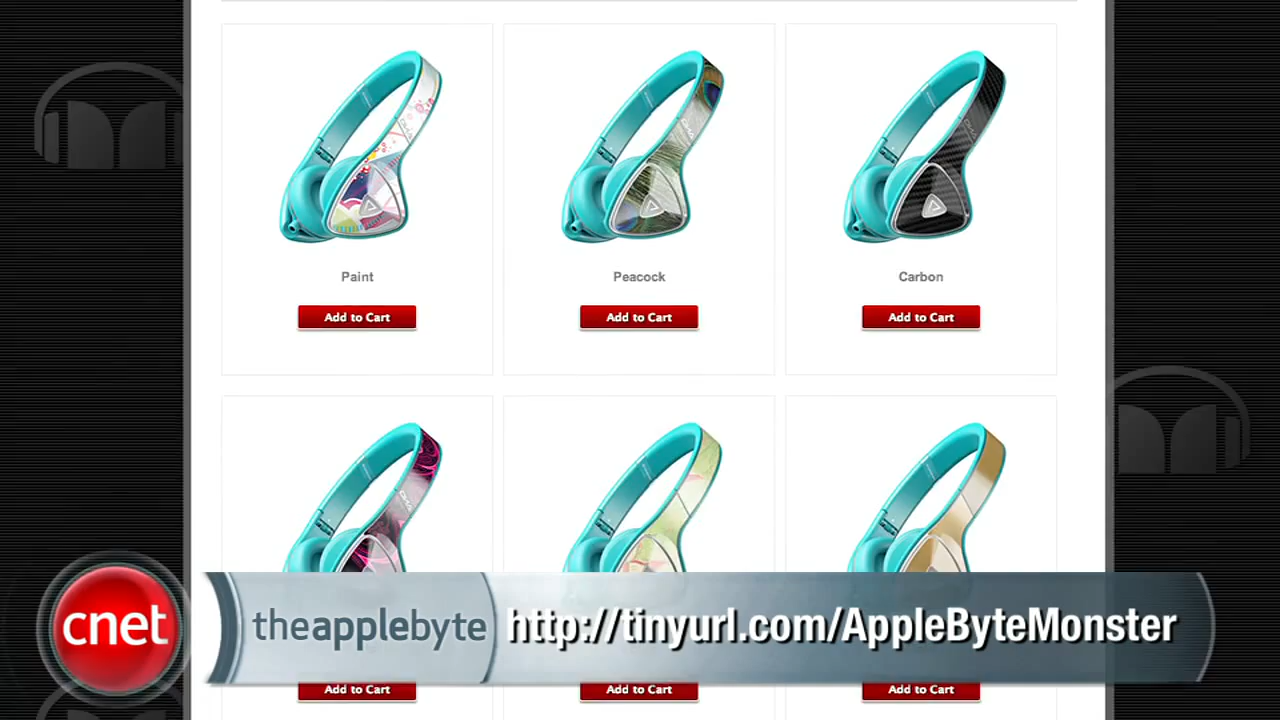 Paint
Peacock
Carbon
Add to Cart
Add to Cart
Add to Cart
cnet
theapplebyte
http://tinyurl.com/AppleByteMonster
Add to Cart
Add to Cart
Add to Cart